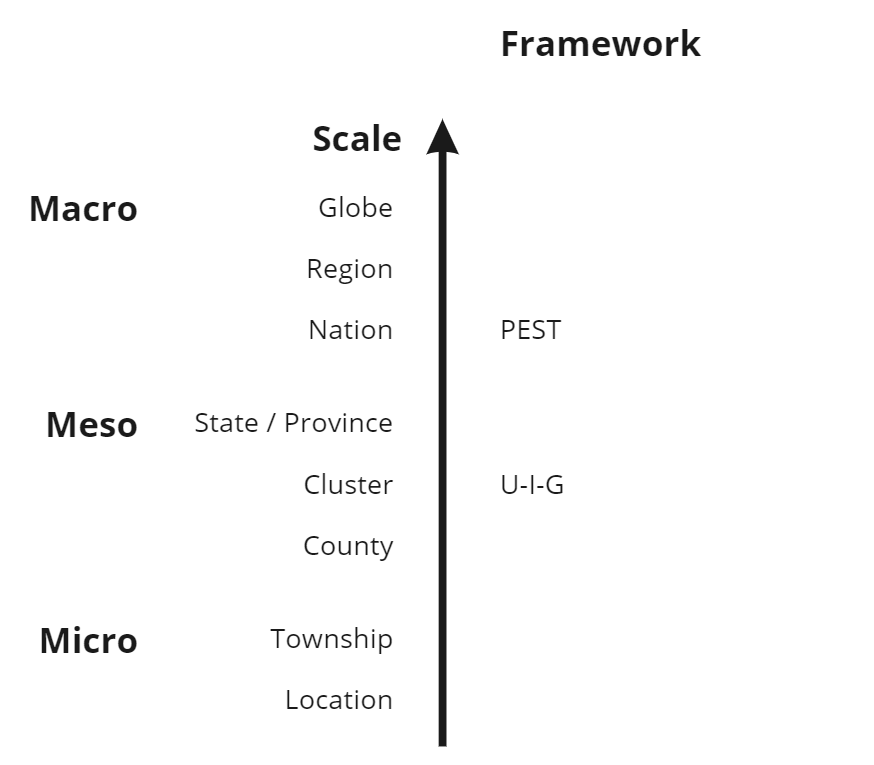 Framework
Scale
Macro Globe
Region
Nation PEST
Meso State / Province
Cluster U-I-G
County
Micro Township
Location